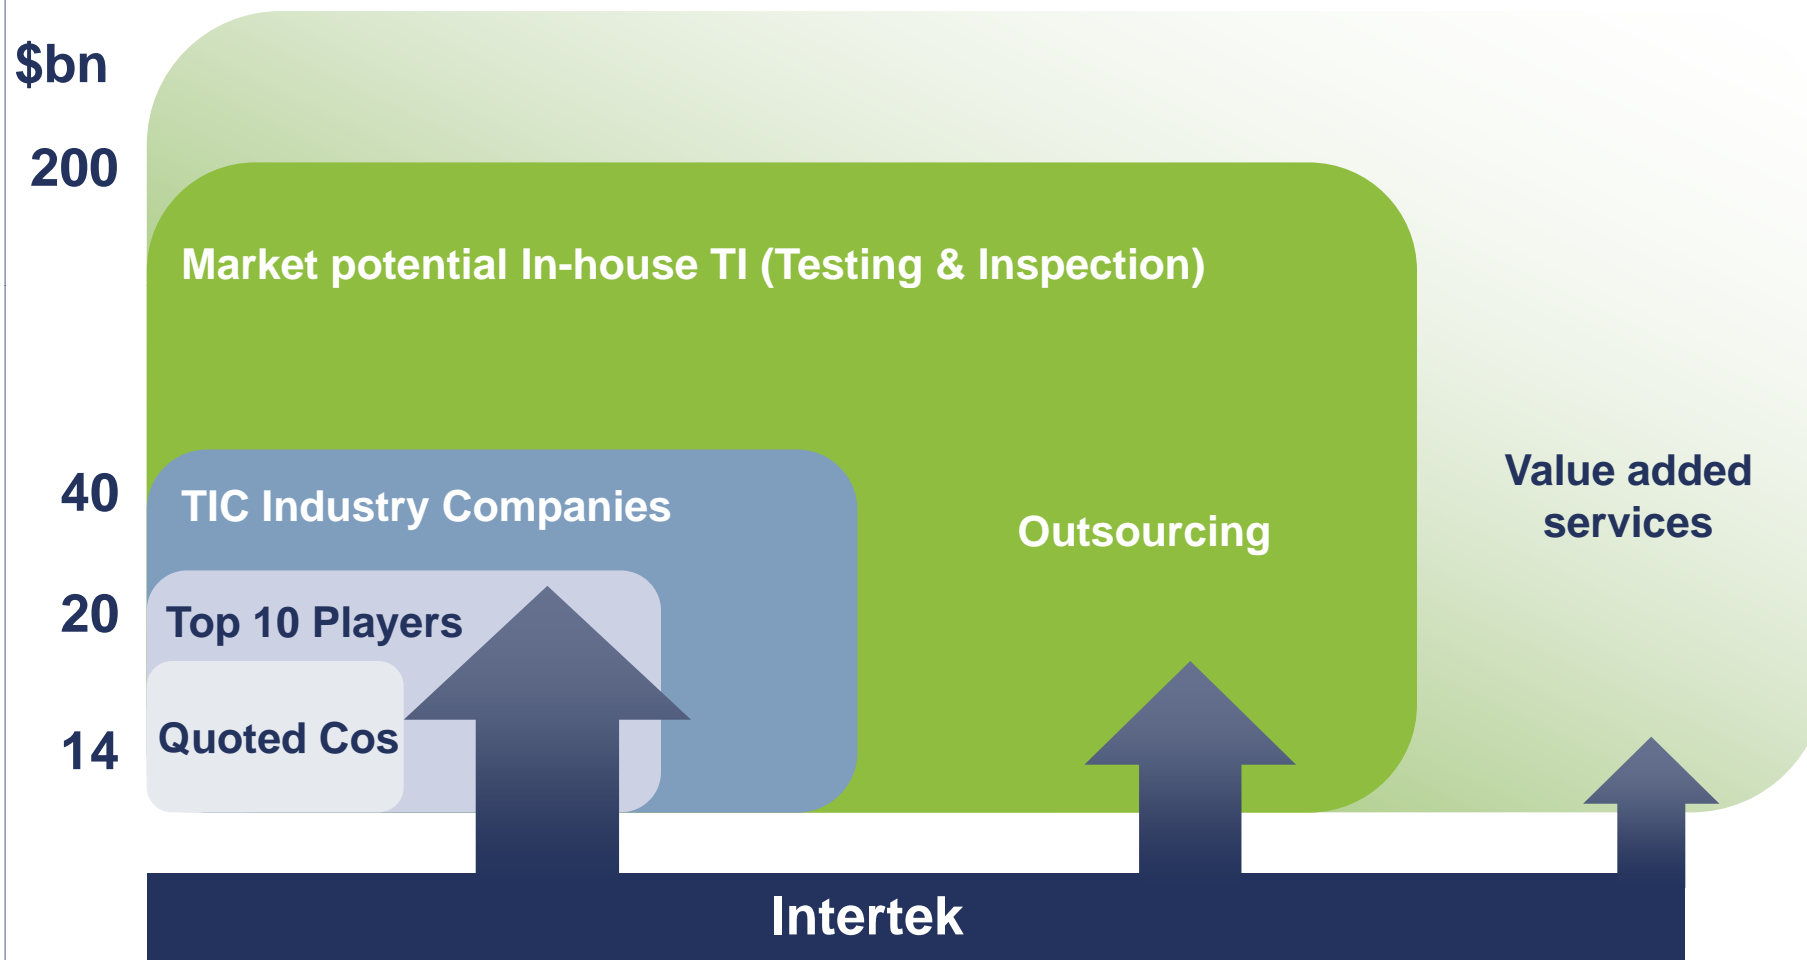 $bn
200
Market potential In-house TI (Testing & Inspection)
40
TIC Industry Companies
Outsourcing
Value added
services
20
Top 10 Players
14
Quoted Cos
Intertek